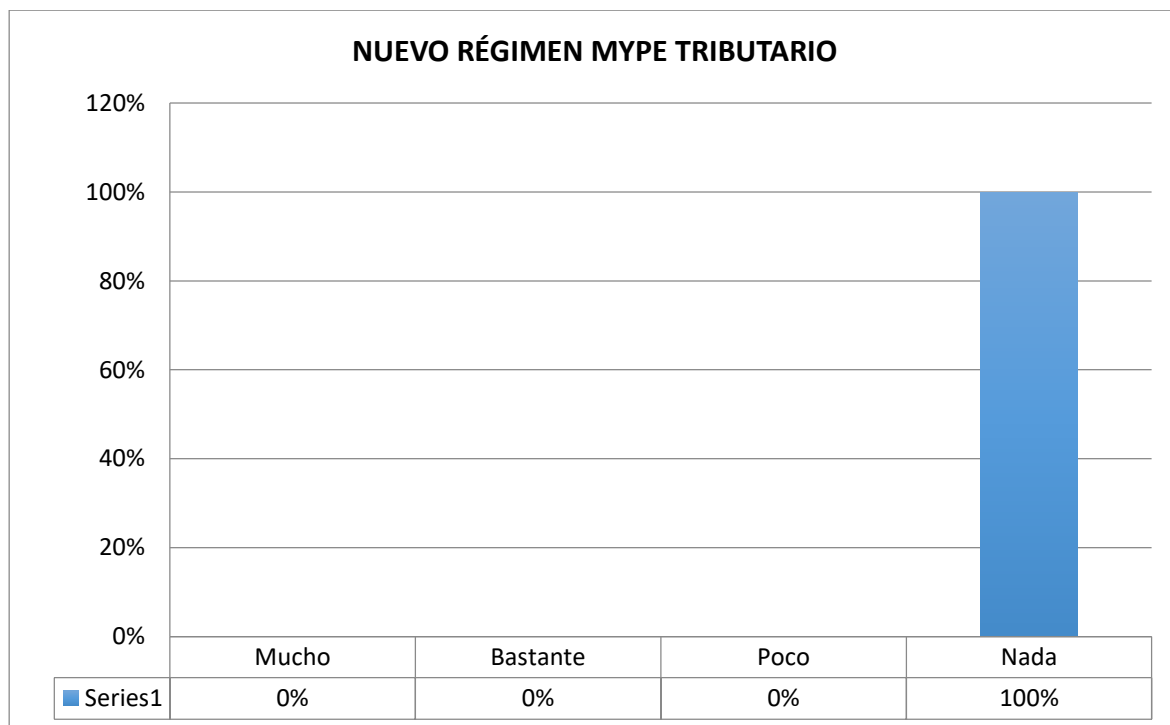 NUEVO RÉGIMEN MYPE TRIBUTARIO
120%
100%
80%
60%
40%
20%
0%
Mucho Bastante Poco Nada
Series1 0% 0% 0% 100%